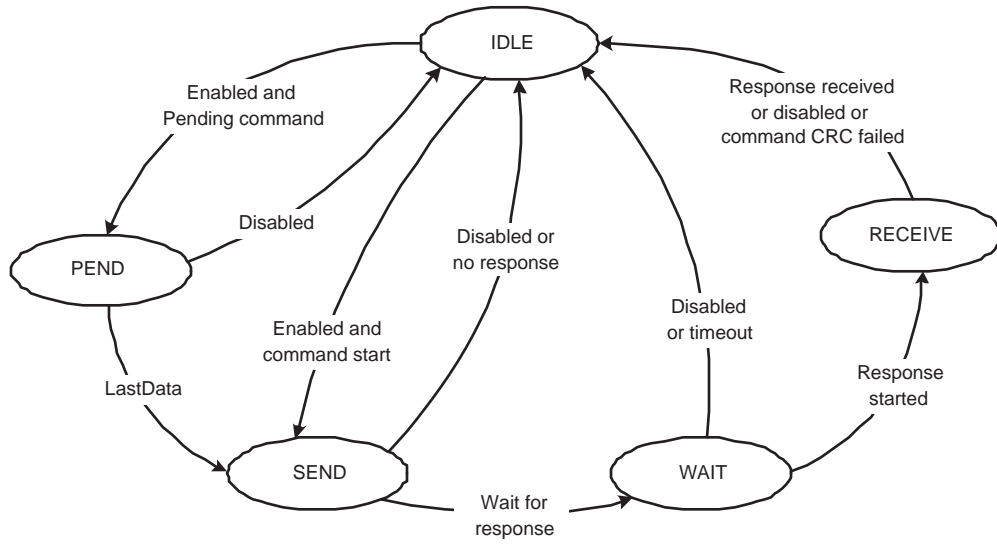 IDLE
Enabled and
Pending command
Response received
or disabled or
command CRC failed
Disabled
PEND
Disabled or
no response
RECEIVE
Enabled and
command start
Disabled
or timeout
LastData
Response
started
SEND
WAIT
Wait for
response